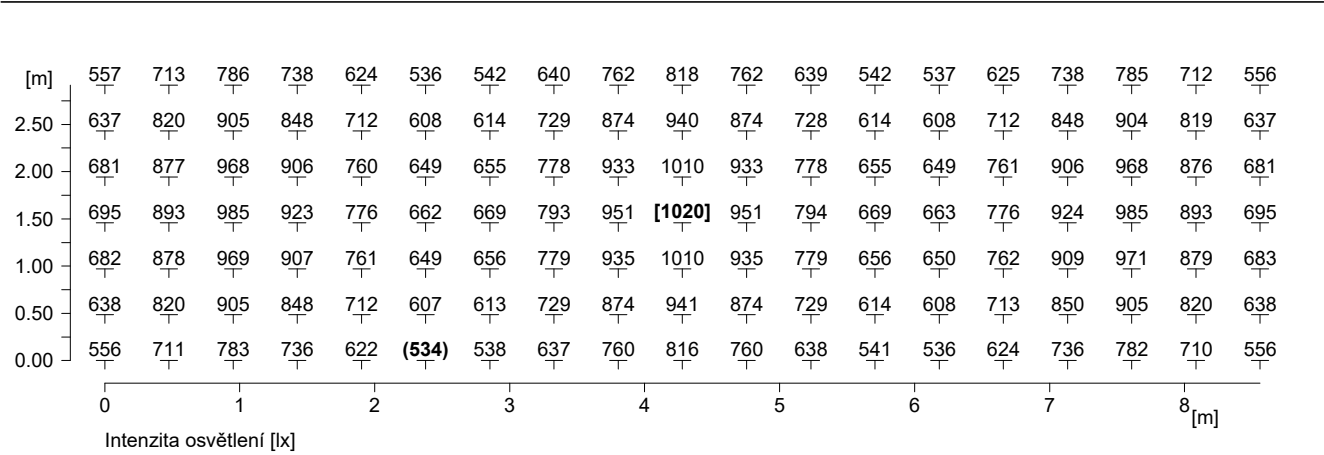 [m] 557 713 786 738 624 536 542 640 762 818 762 639 542 537 625 738 785 712 556
2.50 637 820 905 848 712 608 614 729 874 940 874 728 614 608 712 848 904 819 637
2.00 681 877 968 906 760 649 655 778 933 1010 933 778 655 649 761 906 968 876 681
1.50 695 893 985 923 776 662 669 793 951 [1020] 951 794 669 663 776 924 985 893 695
1.00 682 878 969 907 761 649 656 779 935 1010 935 779 656 650 762 909 971 879 683
0.50 638 820 905 848 712 607 613 729 874 941 874 729 614 608 713 850 905 820 638
0.00 556 711 783 736 622 (534) 538 637 760 816 760 638 541 536 624 736 782 710 556
0 1 2 3 4 5 6 7 8 [m]
Intenzita osvětlení [lx]